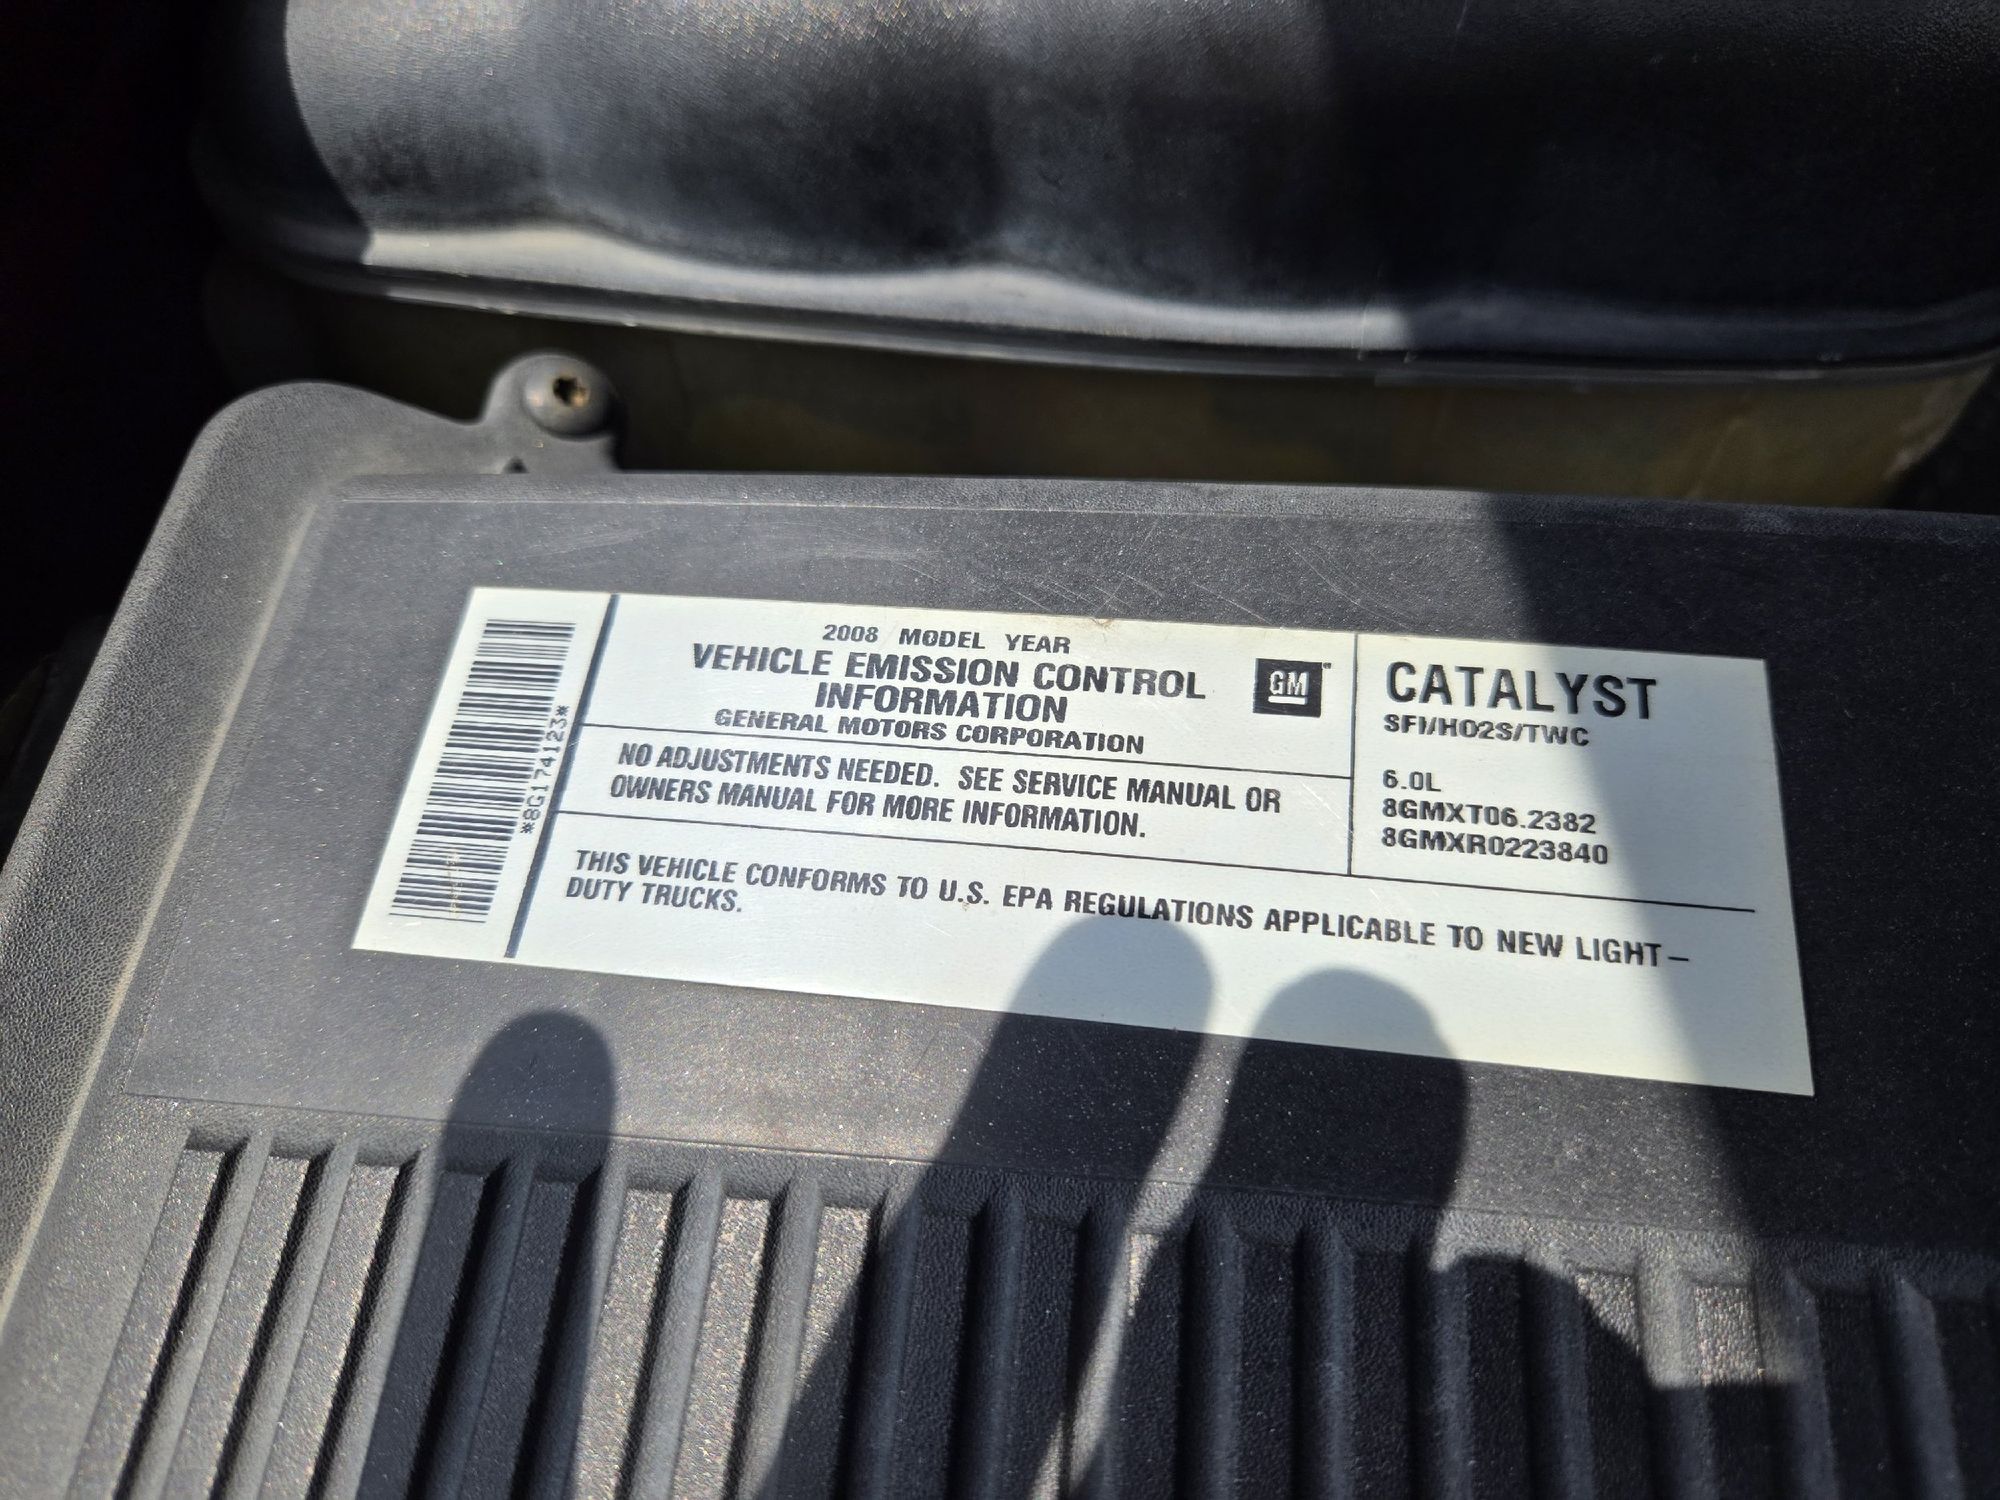 *8G174123*
2008 MODEL YEAR
VEHICLE EMISSION CONTROL
INFORMATION
GENERAL MOTORS CORPORATION
GM
NO ADJUSTMENTS NEEDED. SEE SERVICE MANUAL OR
OWNERS MANUAL FOR MORE INFORMATION.
CATALYST
SFI/HO2S/TWC
6.0L
8GMXT06.2382
8GMXR0223840
THIS VEHICLE CONFORMS TO U.S. EPA REGULATIONS APPLICABLE TO NEW LIGHT–
DUTY TRUCKS.